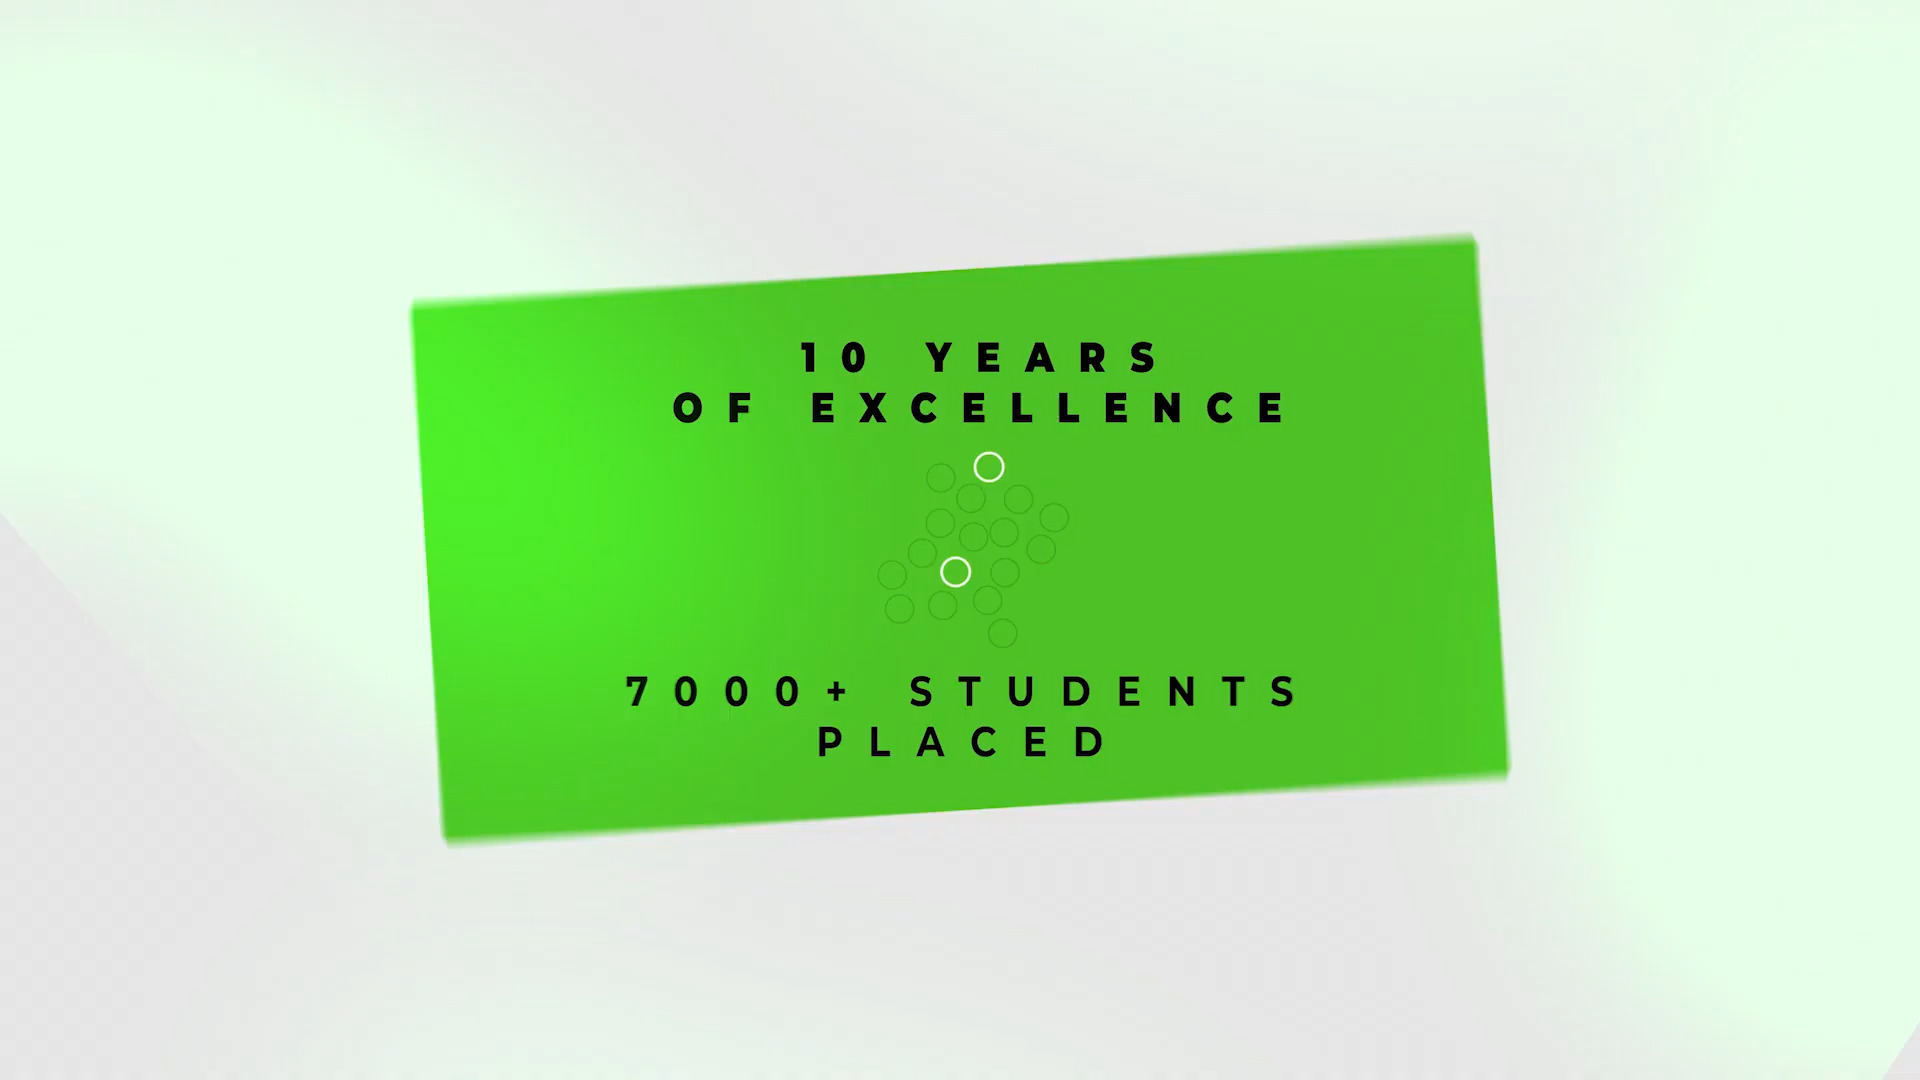 10 YEARS
OF EXCELLENCE
7000+ STUDENTS
PLACED